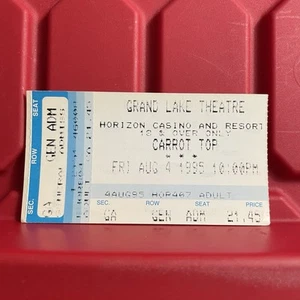 GRAND LAKE THEATRE
HORIZON CASINO AND RESORT
18 & OVER ONLY
CARROT TOP
* * *
FRI AUG 4 1995 10:00PM
4AUG95 HOR467 ADULT
SEC. ROW SEAT PRICE
GA GEN ADM 21.45
SEC. ROW SEAT
GA GEN ADM